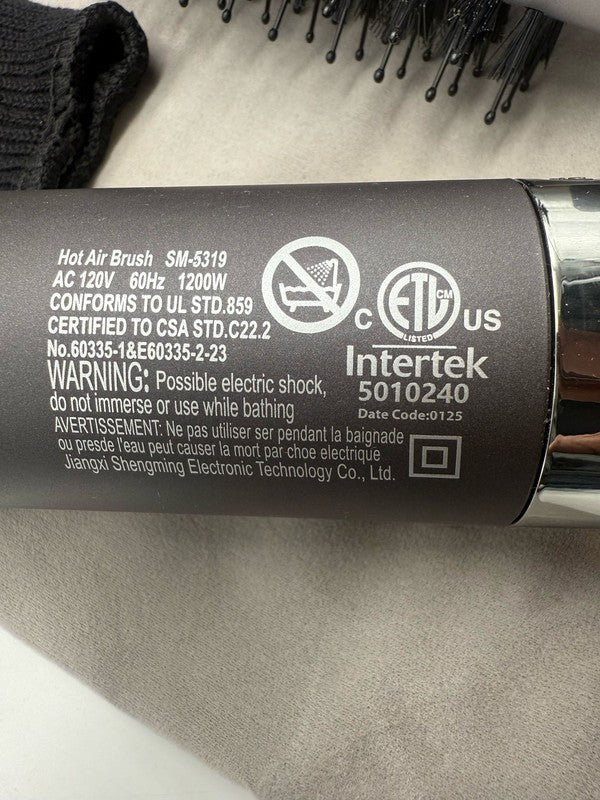 Hot Air Brush SM-5319
AC 120V 60Hz 1200W
CONFORMS TO UL STD.859
CERTIFIED TO CSA STD.C22.2
No.60335-1&E60335-2-23
WARNING: Possible electric shock,
do not immerse or use while bathing
AVERTISSEMENT: Ne pas utiliser ser pendant la baignade
ou presde l'eau peut causer la mort par choe electrique
Jiangxi Shengming Electronic Technology Co., Ltd.
C ETL CM US
LISTED
Intertek
5010240
Date Code:0125